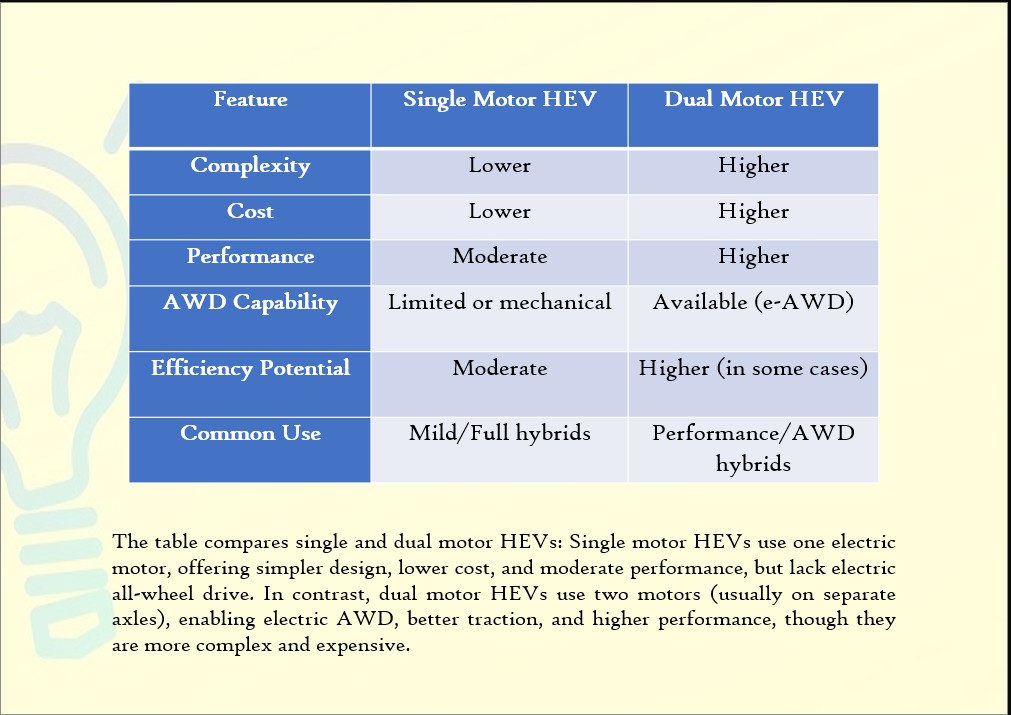 Feature Single Motor HEV Dual Motor HEV
Complexity Lower Higher
Cost Lower Higher
Performance Moderate Higher
AWD Capability Limited or mechanical Available (e-AWD)
Efficiency Potential Moderate Higher (in some cases)
Common Use Mild/Full hybrids Performance/AWD
hybrids
The table compares single and dual motor HEVs: Single motor HEVs use one electric
motor, offering simpler design, lower cost, and moderate performance, but lack electric
all-wheel drive. In contrast, dual motor HEVs use two motors (usually on separate
axles), enabling electric AWD, better traction, and higher performance, though they
are more complex and expensive.